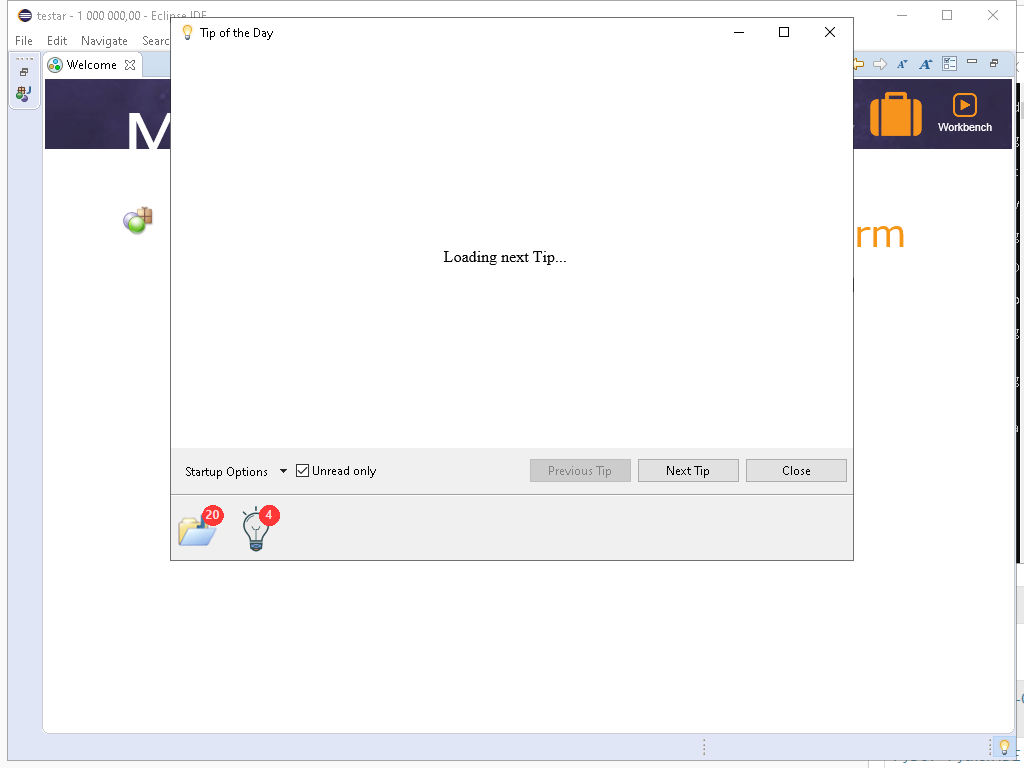 testar - 1 000 000,00 - Eclipse IDE
Tip of the Day
File Edit Navigate Searc
Welcome
M
Workbench
rm
Loading next Tip...
Startup Options
Unread only
Previous Tip
Next Tip
Close
20
4